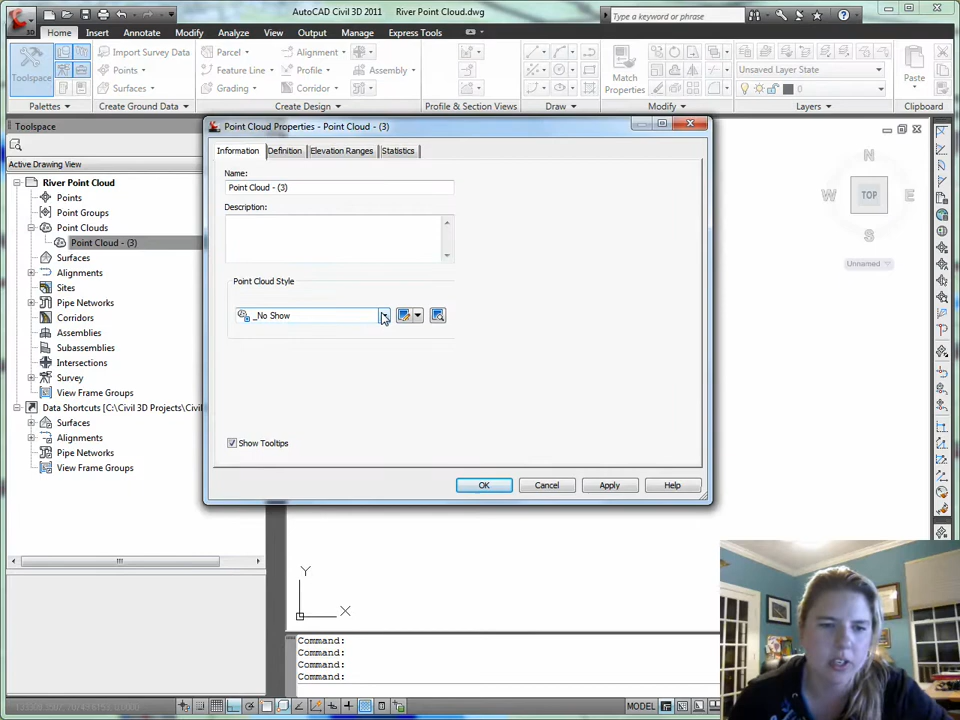 AutoCAD Civil 3D 2011   River Point Cloud.dwg
Type a keyword or phrase
Home Insert Annotate Modify Analyze View Output Manage Express Tools
Toolspace
Import Survey Data
Points
Surfaces
Parcel
Feature Line
Grading
Alignment
Profile
Corridor
Assembly
Match Properties
Unsaved Layer State
0
Paste
Palettes
Create Ground Data
Create Design
Profile & Section Views
Draw
Modify
Layers
Clipboard
Toolspace
Active Drawing View
River Point Cloud
Points
Point Groups
Point Clouds
Point Cloud - (3)
Surfaces
Alignments
Sites
Pipe Networks
Corridors
Assemblies
Subassemblies
Intersections
Survey
View Frame Groups
Data Shortcuts [C:\Civil 3D Projects\Civil
Surfaces
Alignments
Pipe Networks
View Frame Groups
Point Cloud Properties - Point Cloud - (3)
Information Definition Elevation Ranges Statistics
Name:
Point Cloud - (3)
Description:
Point Cloud Style
_No Show
Show Tooltips
OK Cancel Apply Help
N
W TOP E
S
Unnamed
Y
X
Command:
Command:
Command:
Command:
MODEL